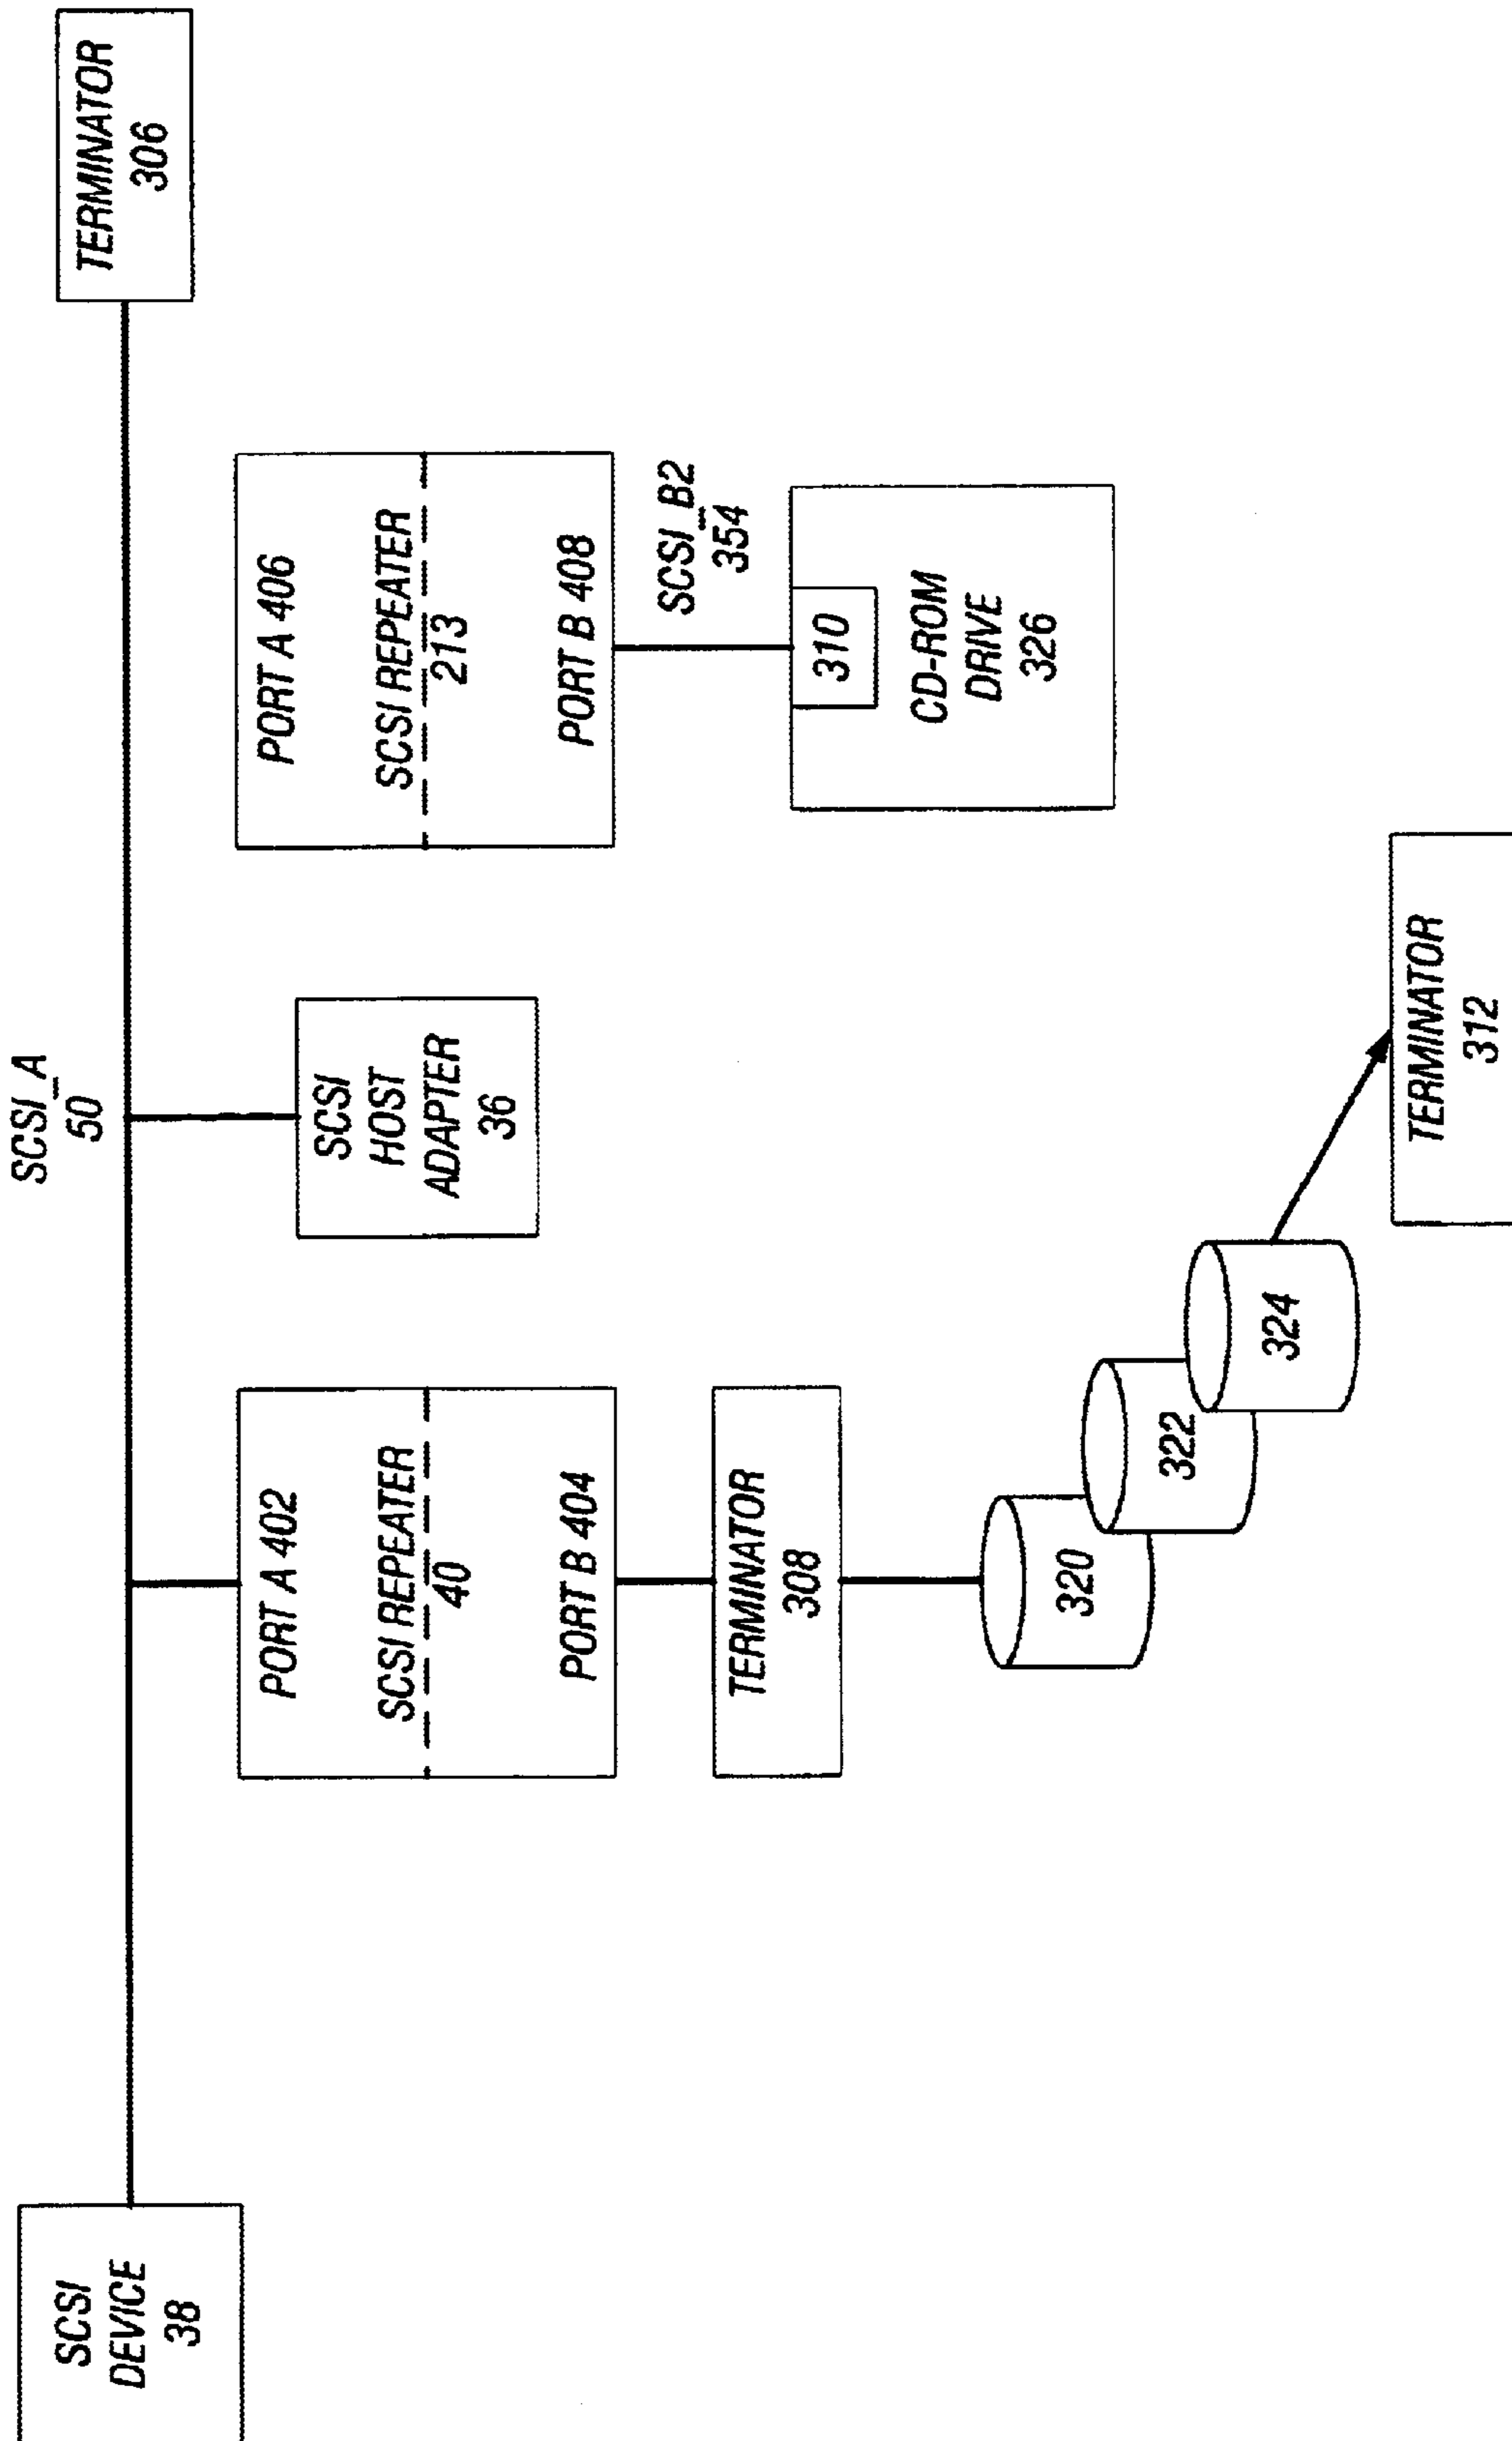 SCSI_A
50
SCSI
DEVICE
38
TERMINATOR
306
PORT A 402
SCSI REPEATER
40
PORT B 404
SCSI
HOST
ADAPTER
36
PORT A 406
SCSI REPEATER
213
PORT B 408
TERMINATOR
308
SCSI_B2
354
310
CD-ROM
DRIVE
326
320
322
324
TERMINATOR
312